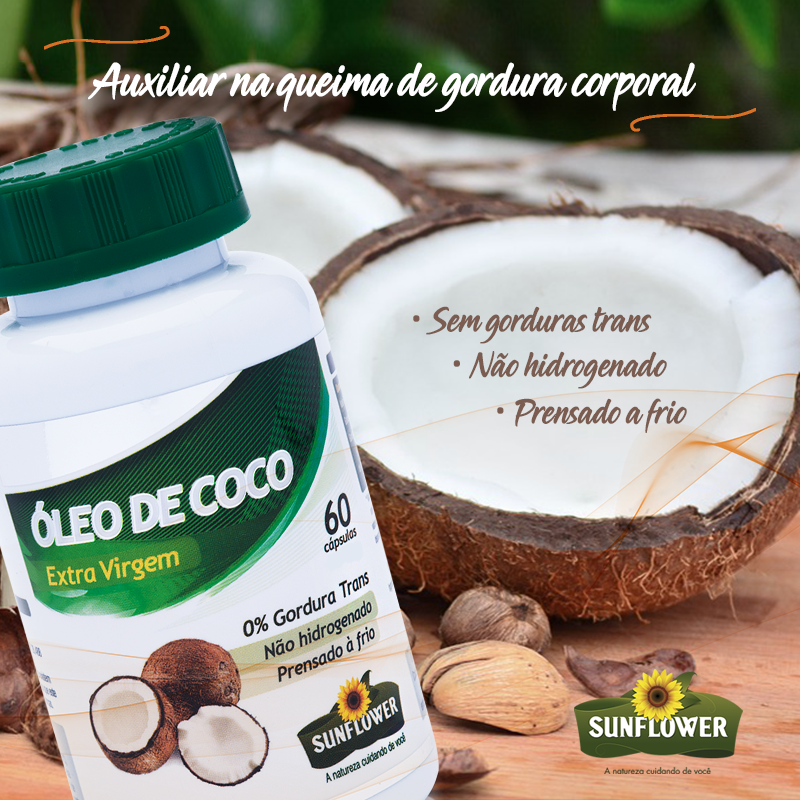 Auxiliar na queima de gordura corporal
• Sem gorduras trans
• Não hidrogenado
• Prensado a frio
ÓLEO DE COCO
Extra Virgem
60
cápsulas
0% Gordura Trans
Não hidrogenado
Prensado à frio
SUNFLOWER
A natureza cuidando de você
SUNFLOWER
A natureza cuidando de você